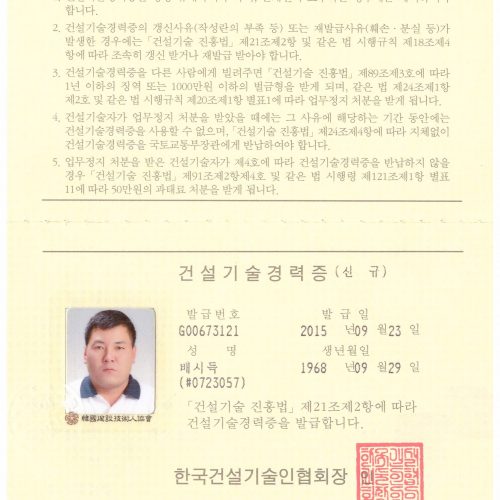 합니다.
2. 건설기술경력증의 갱신사유(작성란의 부족 등) 또는 재발급사유(훼손·분실 등)가
발생한 경우에는「건설기술 진흥법」제21조제2항 및 같은 법 시행규칙 제18조제4
항에 따라 조속히 갱신 받거나 재발급 받아야 합니다.
3. 건설기술경력증을 다른 사람에게 빌려주면「건설기술 진흥법」제89조제3호에 따라
1년 이하의 징역 또는 1000만원 이하의 벌금형을 받게 되며, 같은 법 제24조제1항
제2호 및 같은 법 시행규칙 제20조제1항 별표1에 따라 업무정지 처분을 받게 됩니다.
4. 건설기술자가 업무정지 처분을 받았을 때에는 그 사유에 해당하는 기간 동안에는
건설기술경력증을 사용할 수 없으며,「건설기술 진흥법」제24조제4항에 따라 지체없이
건설기술경력증을 국토교통부장관에게 반납하여야 합니다.
5. 업무정지 처분을 받은 건설기술자가 제4호에 따라 건설기술경력증을 반납하지 않을
경우「건설기술 진흥법」제91조제2항제4호 및 같은 법 시행령 제121조제1항 별표
11에 따라 50만원의 과태료 처분을 받게 됩니다.
건설기술경력증(신 규)
발급번호 발 급 일
G00673121 2015 년09 월23 일
성 명 생년월일
배시득 1968 년09 월29 일
(#0723057)
「건설기술 진흥법」제21조제2항에 따라
건설기술경력증을 발급합니다.
韓國建設技術人協會
한국건설기술인협회장 인